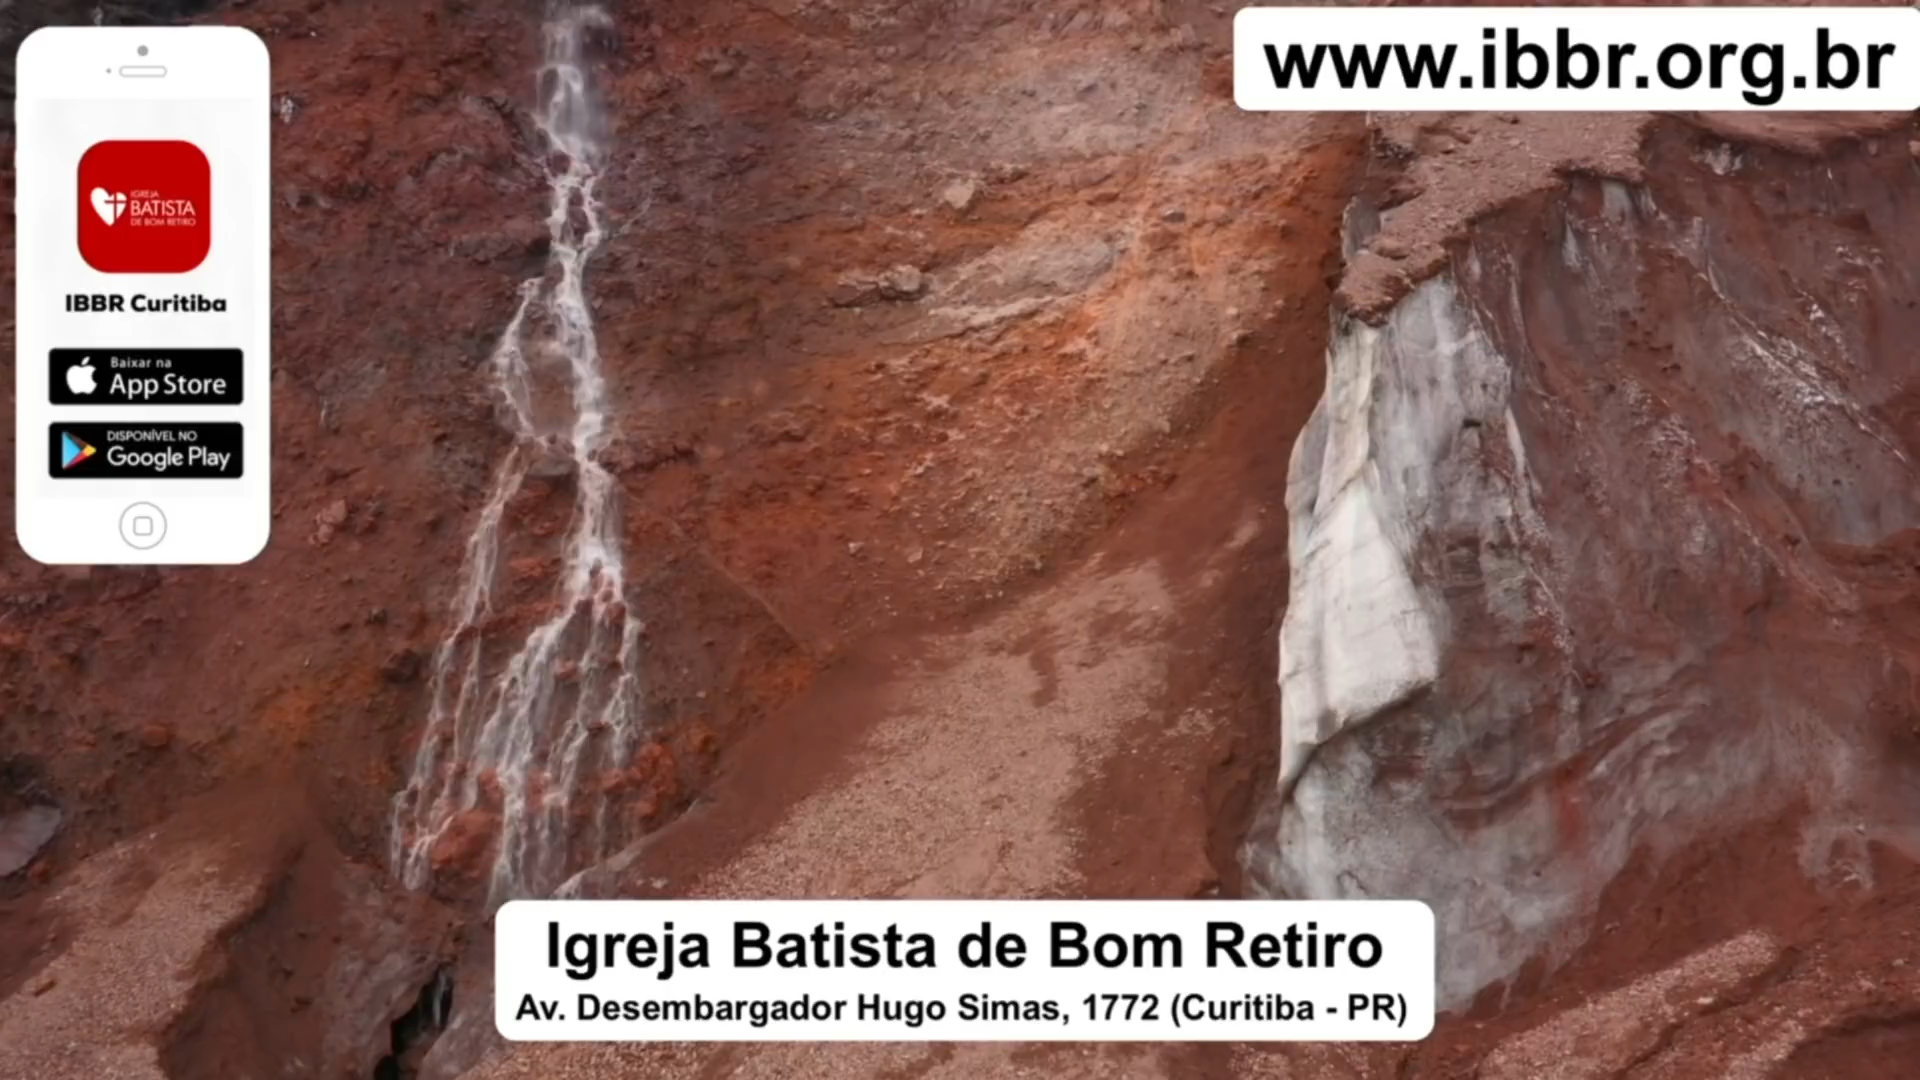 www.ibbr.org.br
IGREJA
BATISTA
DE BOM RETIRO
IBBR Curitiba
Baixar na
App Store
DISPONÍVEL NO
Google Play
Igreja Batista de Bom Retiro
Av. Desembargador Hugo Simas, 1772 (Curitiba - PR)